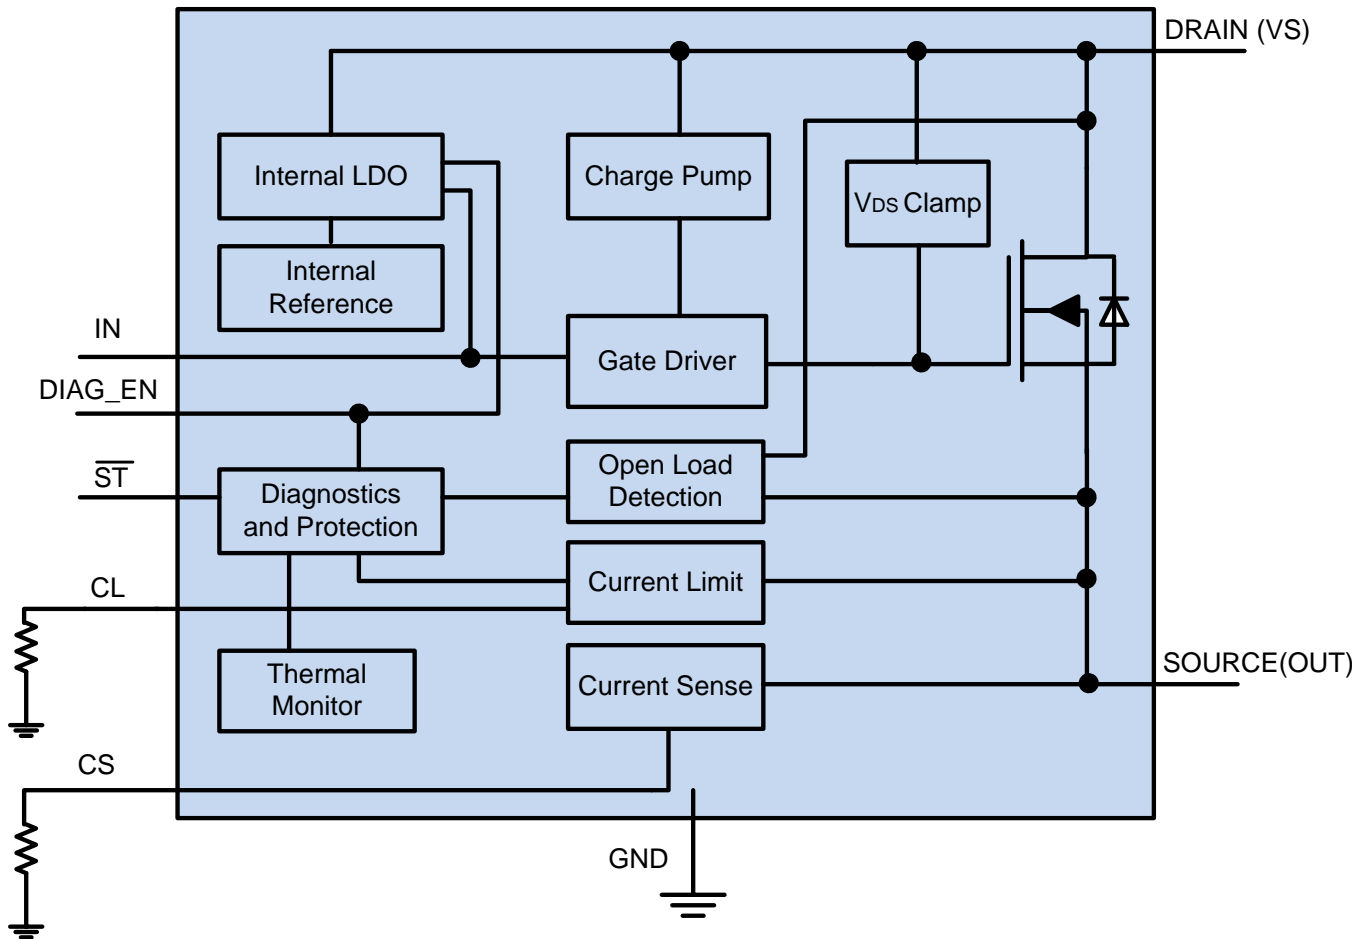 DRAIN (VS)
Internal LDO
Charge Pump
VDS Clamp
Internal
Reference
IN
Gate Driver
DIAG_EN
ST
Diagnostics
and Protection
Open Load
Detection
CL
Current Limit
Thermal
Monitor
Current Sense
SOURCE(OUT)
CS
GND